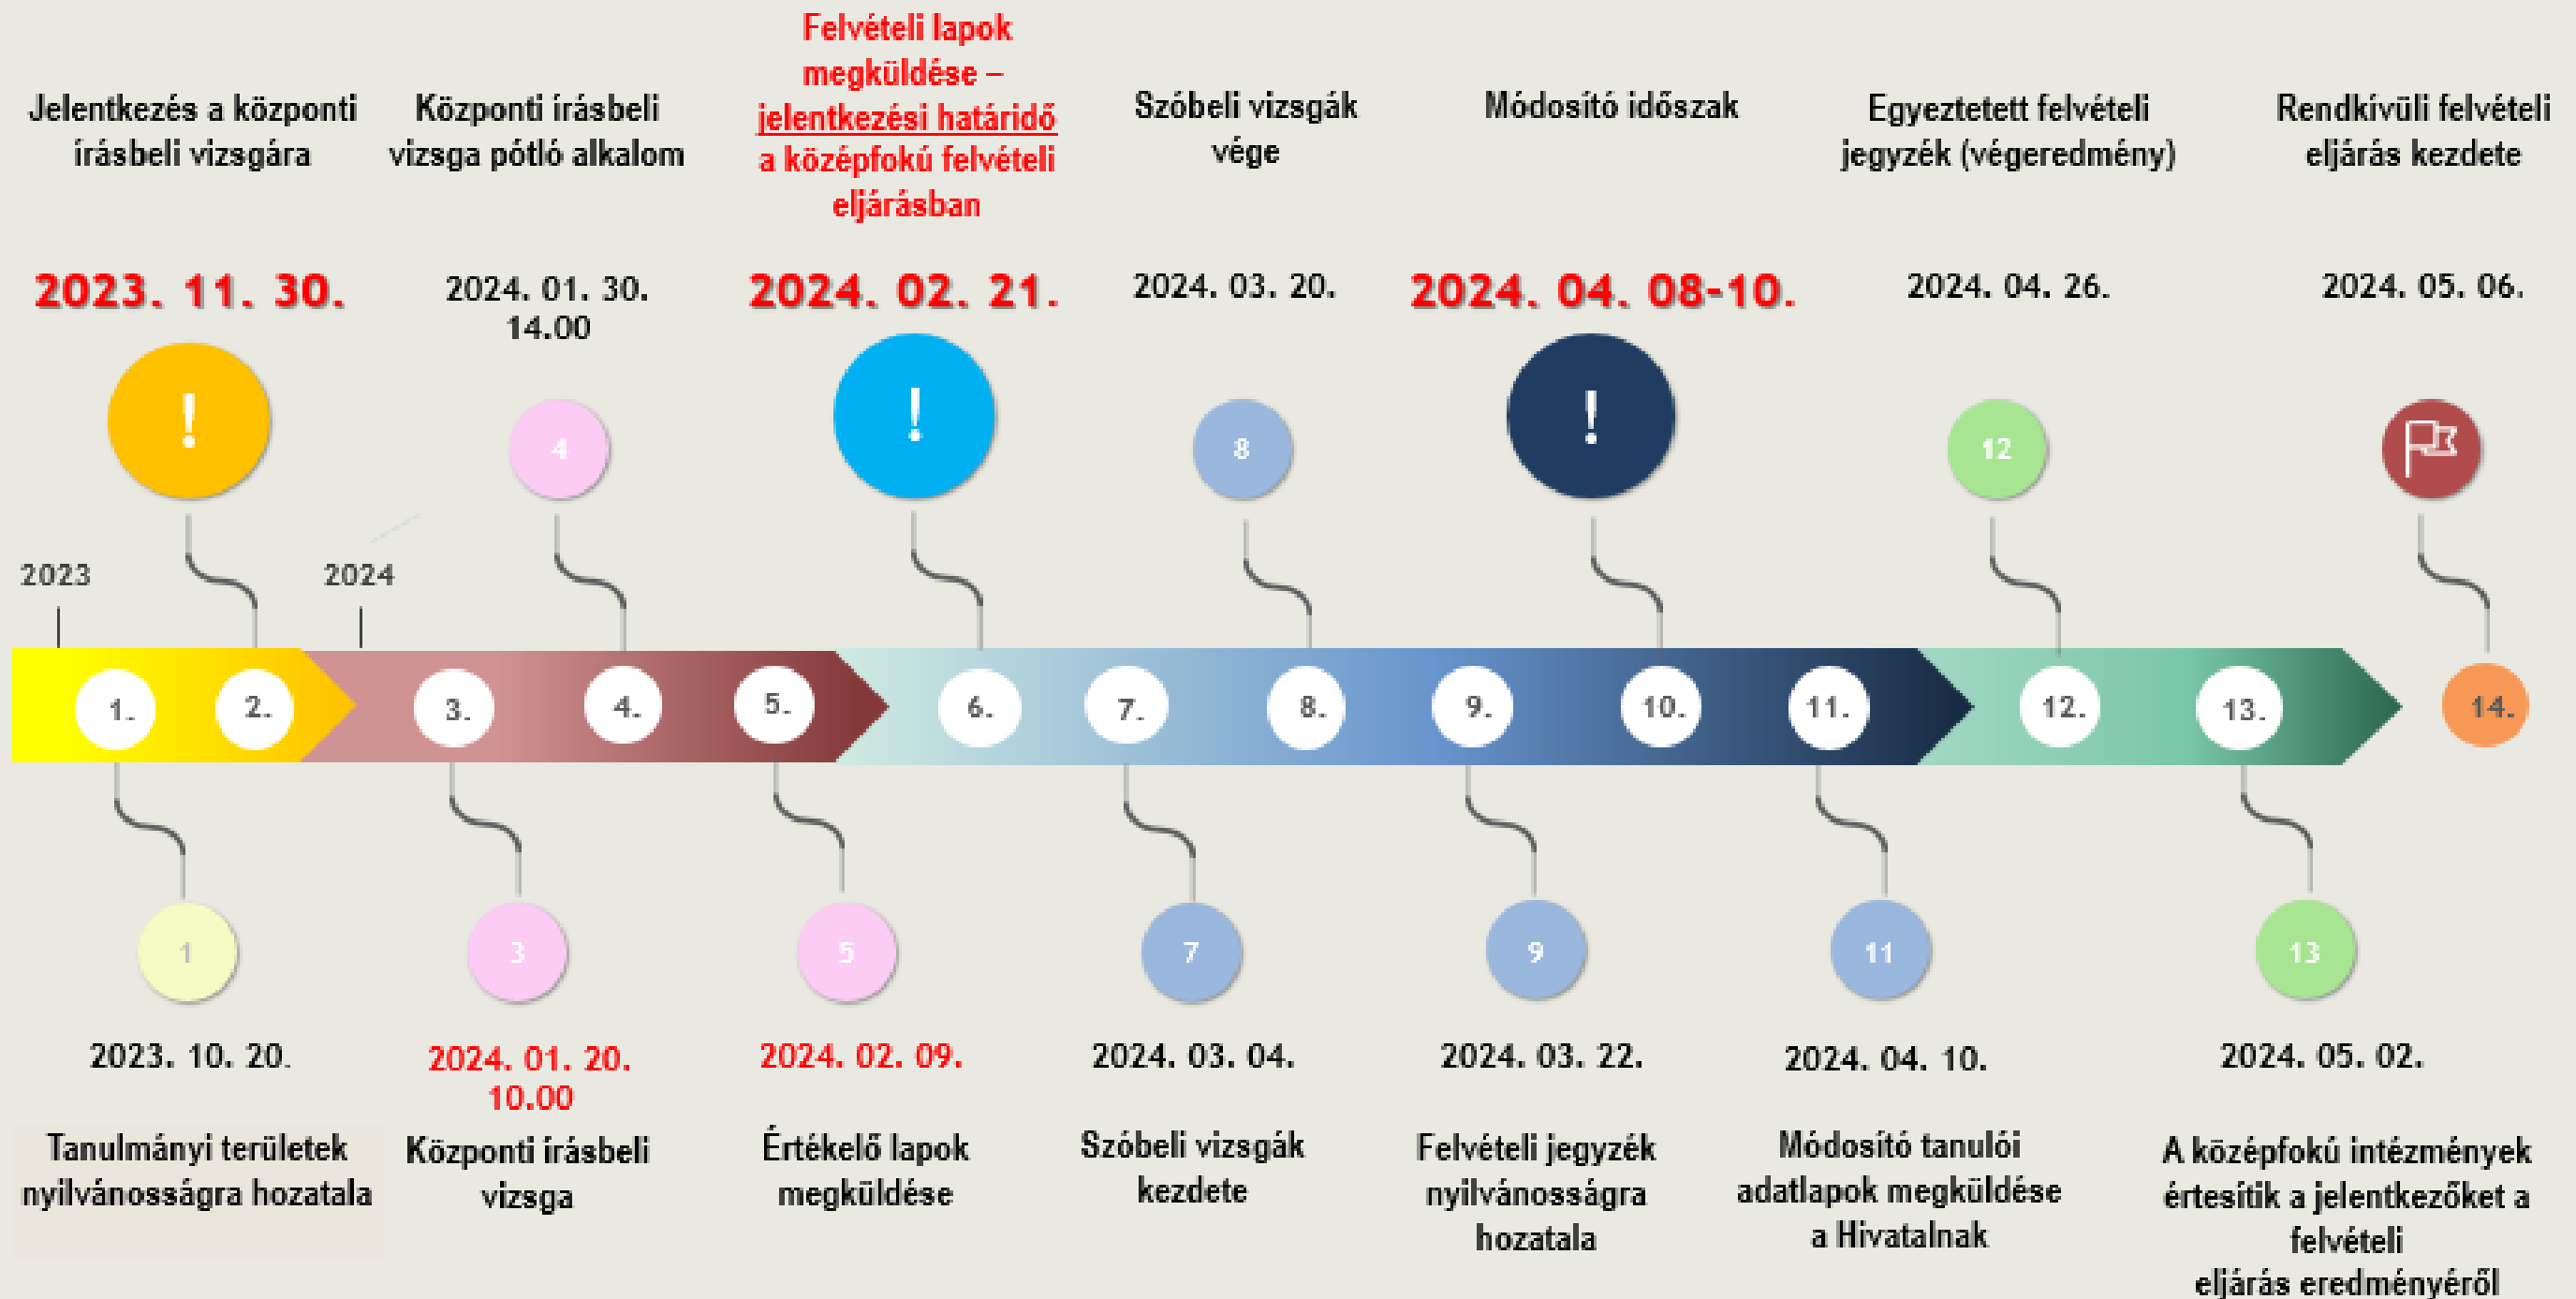 Jelentkezés a központi
írásbeli vizsgára
2023. 11. 30.
!
Központi írásbeli
vizsga pótló alkalom
2024. 01. 30.
14.00
4
Felvételi lapok
megküldése –
jelentkezési határidő
a középfokú felvételi
eljárásban
2024. 02. 21.
!
Szóbeli vizsgák
vége
2024. 03. 20.
8
Módosító időszak
2024. 04. 08-10.
!
Egyeztetett felvételi
jegyzék (végeredmény)
2024. 04. 26.
12
Rendkívüli felvételi
eljárás kezdete
2024. 05. 06.
2023
2024
1.
2.
3.
4.
5.
6.
7.
8.
9.
10.
11.
12.
13.
14.
1
2023. 10. 20.
Tanulmányi területek
nyilvánosságra hozatala
3
2024. 01. 20.
10.00
Központi írásbeli
vizsga
5
2024. 02. 09.
Értékelő lapok
megküldése
7
2024. 03. 04.
Szóbeli vizsgák
kezdete
9
2024. 03. 22.
Felvételi jegyzék
nyilvánosságra
hozatala
11
2024. 04. 10.
Módosító tanulói
adatlapok megküldése
a Hivatalnak
13
2024. 05. 02.
A középfokú intézmények
értesítik a jelentkezőket a
felvételi
eljárás eredményéről